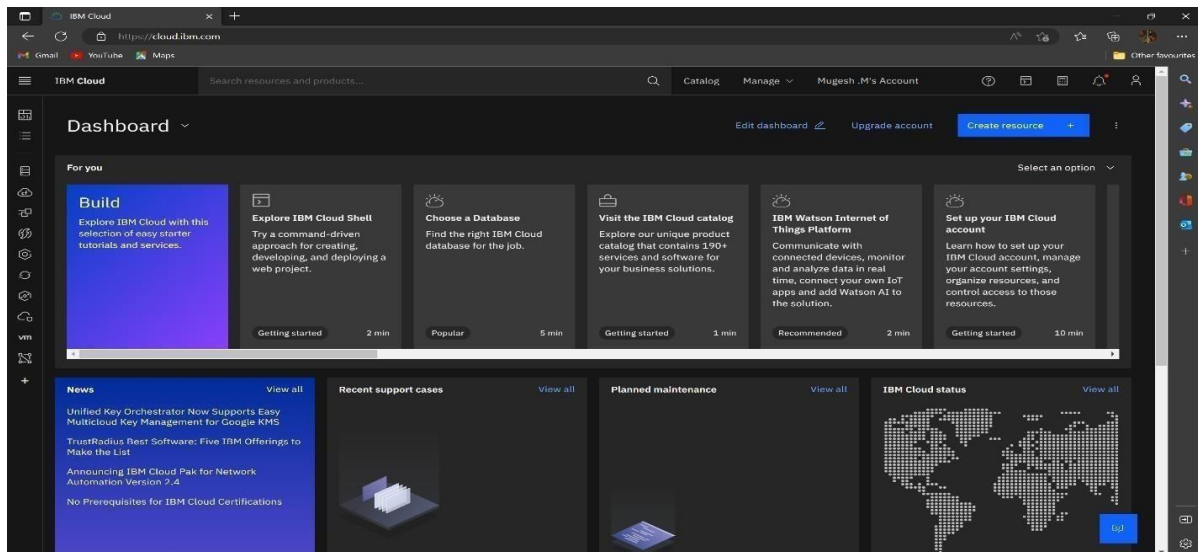 IBM Cloud
https://cloud.ibm.com
Gmail YouTube Maps Other favourites
IBM Cloud Search resources and products... Catalog Manage Mugesh .M's Account
Dashboard Edit dashboard Upgrade account Create resource +
For you Select an option
Build
Explore IBM Cloud with this
selection of easy starter
tutorials and services.
Explore IBM Cloud Shell
Try a command-driven
approach for creating,
developing, and deploying a
web project.
Getting started 2 min
Choose a Database
Find the right IBM Cloud
database for the job.
Popular 5 min
Visit the IBM Cloud catalog
Explore our unique product
catalog that contains 190+
services and software for
your business solutions.
Getting started 1 min
IBM Watson Internet of
Things Platform
Communicate with
connected devices, monitor
and analyze data in real
time, connect your own IoT
apps and add Watson AI to
the solution.
Recommended 2 min
Set up your IBM Cloud
account
Learn how to set up your
IBM Cloud account, manage
your account settings,
organize resources, and
control access to those
resources.
Getting started 10 min
vm
News View all
Unified Key Orchestrator Now Supports Easy
Multicloud Key Management for Google KMS
TrustRadius Best Software: Five IBM Offerings to
Make the List
Announcing IBM Cloud Pak for Network
Automation Version 2.4
No Prerequisites for IBM Cloud Certifications
Recent support cases View all
Planned maintenance View all
IBM Cloud status View all